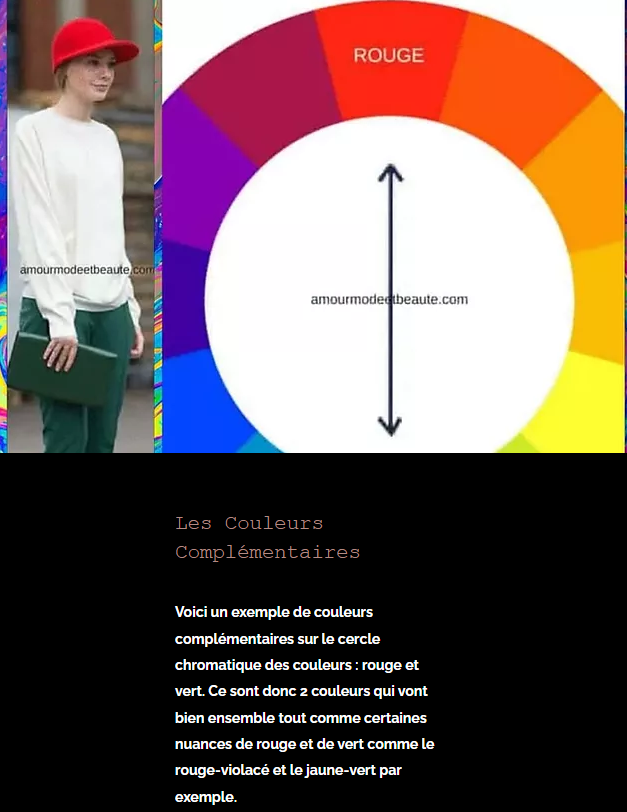 ROUGE
amourmodeetbeaute.com
amourmodeetbeaute.com
Les Couleurs
Complémentaires
Voici un exemple de couleurs
complémentaires sur le cercle
chromatique des couleurs : rouge et
vert. Ce sont donc 2 couleurs qui vont
bien ensemble tout comme certaines
nuances de rouge et de vert comme le
rouge-violacé et le jaune-vert par
exemple.